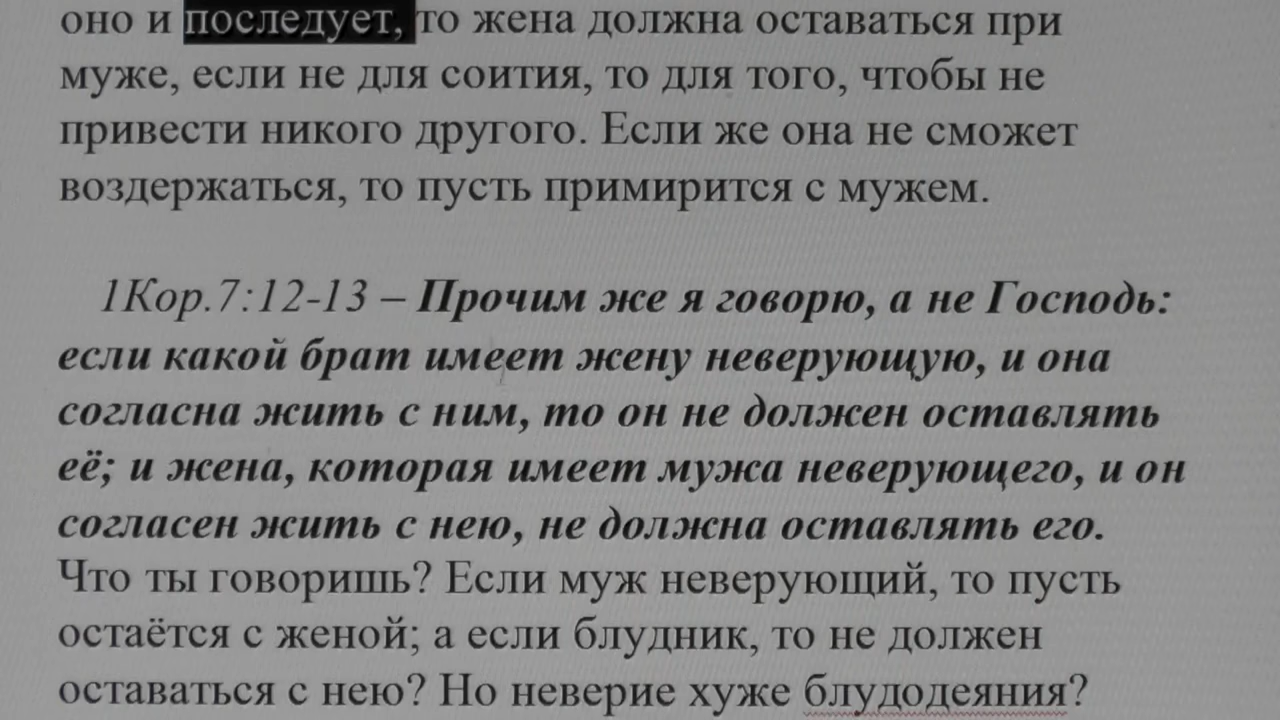 оно и последует, то жена должна оставаться при
муже, если не для соития, то для того, чтобы не
привести никого другого. Если же она не сможет
воздержаться, то пусть примирится с мужем.
1Кор.7:12-13 – Прочим же я говорю, а не Господь:
если какой брат имеет жену неверующую, и она
согласна жить с ним, то он не должен оставлять
её; и жена, которая имеет мужа неверующего, и он
согласен жить с нею, не должна оставлять его.
Что ты говоришь? Если муж неверующий, то пусть
остаётся с женой; а если блудник, то не должен
оставаться с нею? Но неверие хуже блудодеяния?